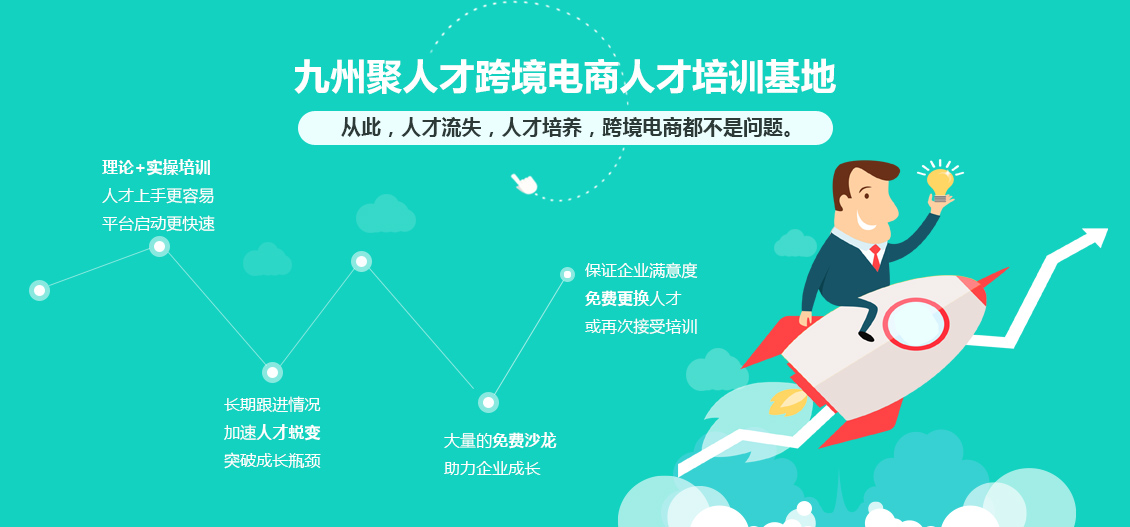 九州聚人才跨境电商人才培训基地
从此，人才流失，人才培养，跨境电商都不是问题。
理论+实操培训
人才上手更容易
平台启动更快速
保证企业满意度
免费更换人才
或再次接受培训
长期跟进情况
加速人才蜕变
突破成长瓶颈
大量的免费沙龙
助力企业成长